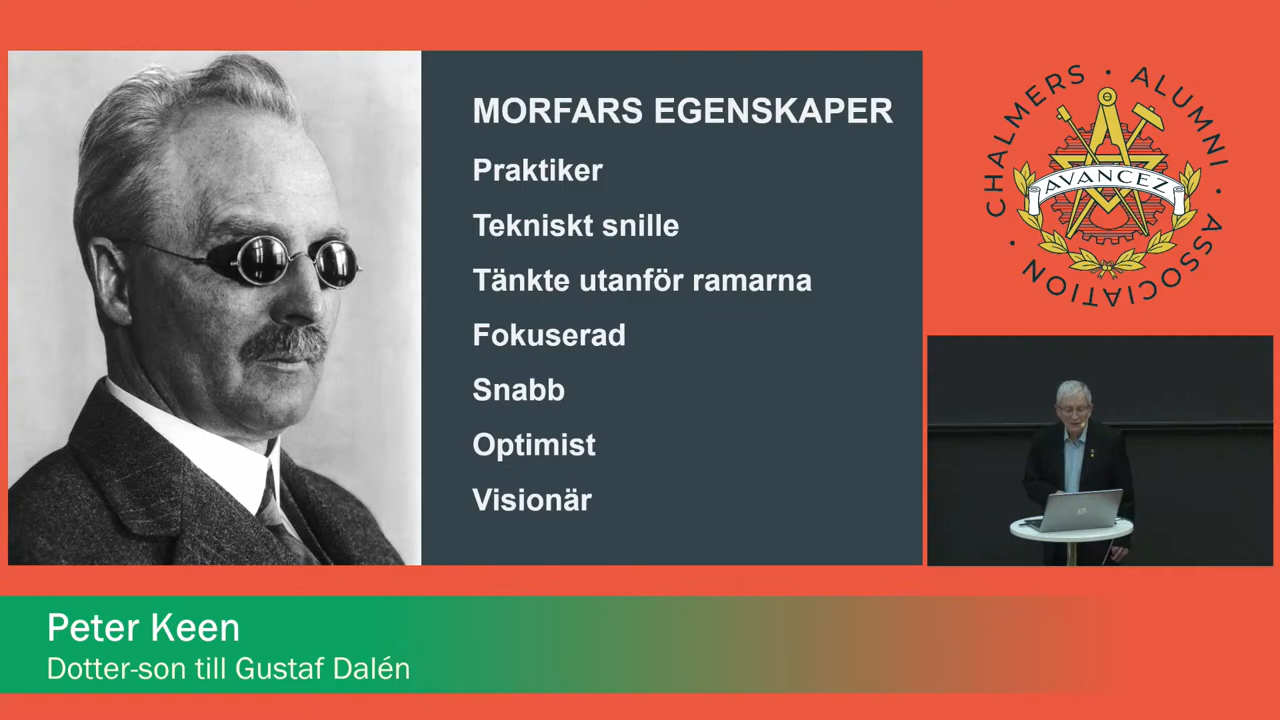 MORFARS EGENSKAPER
Praktiker
Tekniskt snille
Tänkte utanför ramarna
Fokuserad
Snabb
Optimist
Visionär
CHALMERS · ALUMNI · ASSOCIATION ·
AVANCEZ
hp
Peter Keen
Dotter-son till Gustaf Dalén